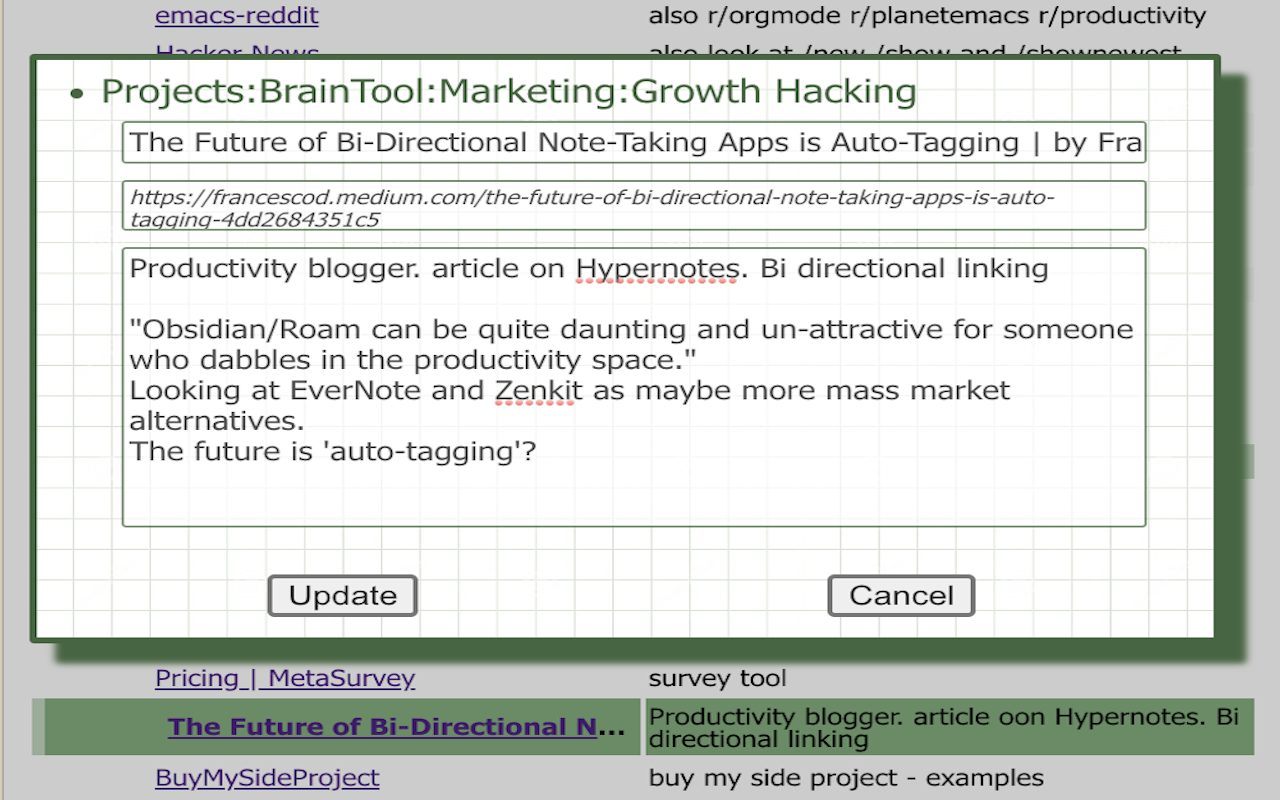 emacs-reddit also r/orgmode r/planetemacs r/productivity
Hacker News also look at /new /show and /shownewest
• Projects:BrainTool:Marketing:Growth Hacking
The Future of Bi-Directional Note-Taking Apps is Auto-Tagging | by Fra
https://francescod.medium.com/the-future-of-bi-directional-note-taking-apps-is-auto-
tagging-4dd2684351c5
Productivity blogger. article on Hypernotes. Bi directional linking
"Obsidian/Roam can be quite daunting and un-attractive for someone
who dabbles in the productivity space."
Looking at EverNote and Zenkit as maybe more mass market
alternatives.
The future is 'auto-tagging'?
Update Cancel
Pricing | MetaSurvey survey tool
The Future of Bi-Directional N... Productivity blogger. article oon Hypernotes. Bi
directional linking
BuyMySideProject buy my side project - examples